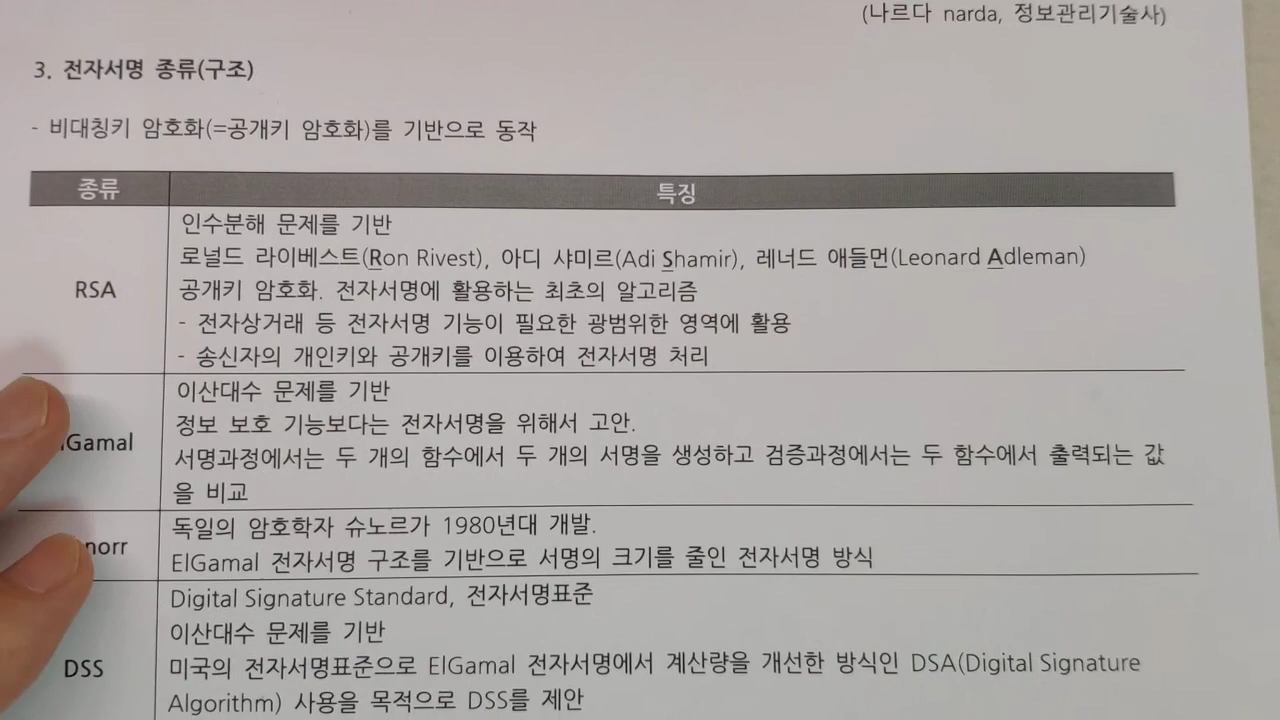 (나르다 narda, 정보관리기술사)
3. 전자서명 종류(구조)
- 비대칭키 암호화(=공개키 암호화)를 기반으로 동작
종류 특징
인수분해 문제를 기반
로널드 라이베스트(Ron Rivest), 아디 샤미르(Adi Shamir), 레너드 애들먼(Leonard Adleman)
RSA 공개키 암호화. 전자서명에 활용하는 최초의 알고리즘
- 전자상거래 등 전자서명 기능이 필요한 광범위한 영역에 활용
- 송신자의 개인키와 공개키를 이용하여 전자서명 처리
이산대수 문제를 기반
정보 보호 기능보다는 전자서명을 위해서 고안.
lGamal 서명과정에서는 두 개의 함수에서 두 개의 서명을 생성하고 검증과정에서는 두 함수에서 출력되는 값
을 비교
독일의 암호학자 슈노르가 1980년대 개발.
norr ElGamal 전자서명 구조를 기반으로 서명의 크기를 줄인 전자서명 방식
Digital Signature Standard, 전자서명표준
이산대수 문제를 기반
DSS 미국의 전자서명표준으로 ElGamal 전자서명에서 계산량을 개선한 방식인 DSA(Digital Signature
Algorithm) 사용을 목적으로 DSS를 제안